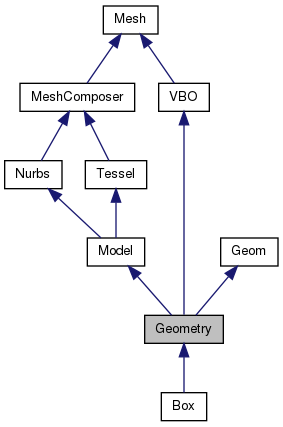 Mesh
MeshComposer
VBO
Nurbs
Tessel
Model
Geom
Geometry
Box